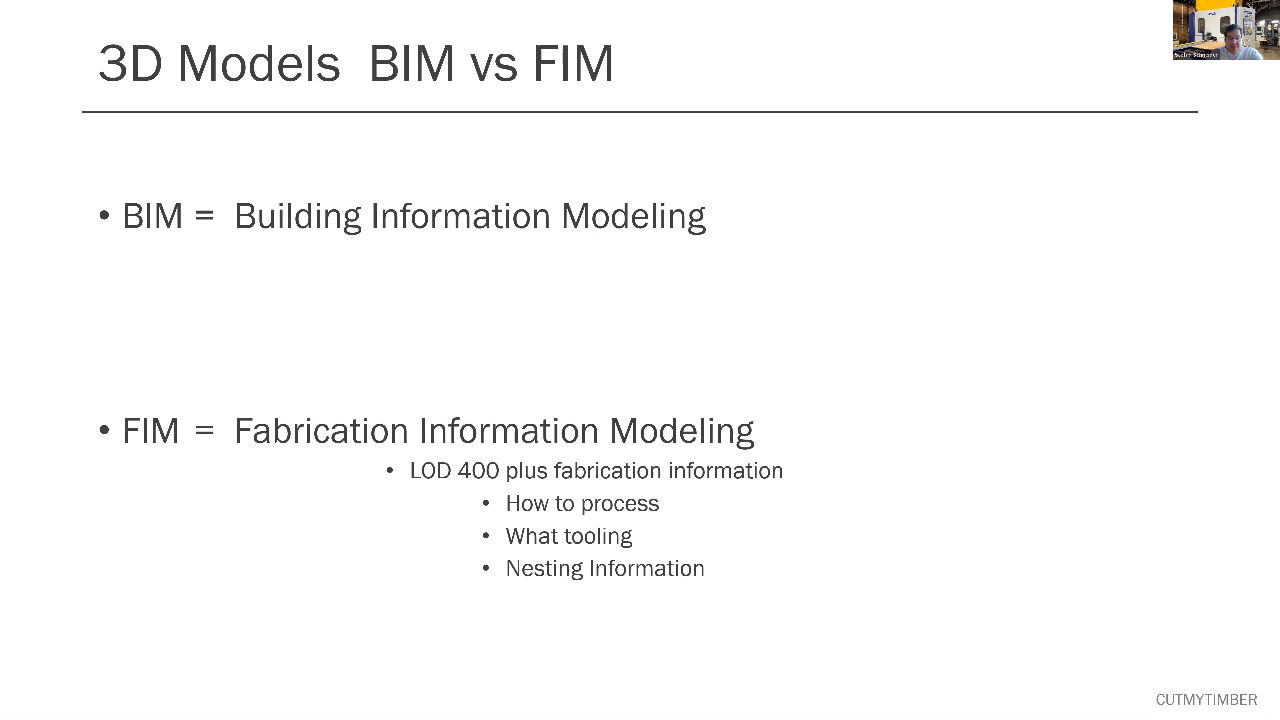 3D Models BIM vs FIM
• BIM = Building Information Modeling
• FIM = Fabrication Information Modeling
• LOD 400 plus fabrication information
• How to process
• What tooling
• Nesting Information
CUTMYTIMBER